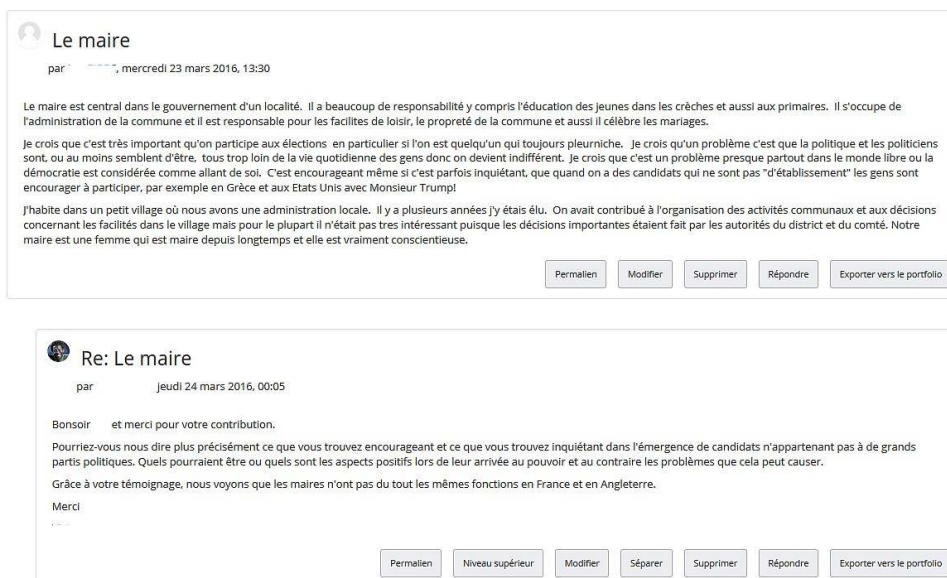 Le maire
par , mercredi 23 mars 2016, 13:30
Le maire est central dans le gouvernement d'un localité. Il a beaucoup de responsabilité y compris l'éducation des jeunes dans les crèches et aussi aux primaires. Il s'occupe de
l'administration de la commune et il est responsable pour les facilites de loisir, le propreté de la commune et aussi il célèbre les mariages.
Je crois que c'est très important qu'on participe aux élections en particulier si l'on est quelqu'un qui toujours pleurniche. Je crois qu'un problème c'est que la politique et les politiciens
sont, ou au moins semblent d'être, tous trop loin de la vie quotidienne des gens donc on devient indifférent. Je crois que c'est un problème presque partout dans le monde libre ou la
démocratie est considérée comme allant de soi. C'est encourageant même si c'est parfois inquiétant, que quand on a des candidats qui ne sont pas "d'établissement" les gens sont
encourager à participer, par exemple en Grèce et aux Etats Unis avec Monsieur Trump!
J'habite dans un petit village où nous avons une administration locale. Il y a plusieurs années j'y étais élu. On avait contribué à l'organisation des activités communaux et aux décisions
concernant les facilités dans le village mais pour le plupart il n'était pas tres intéressant puisque les décisions importantes étaient fait par les autorités du district et du comté. Notre
maire est une femme qui est maire depuis longtemps et elle est vraiment conscientieuse.
Permalien Modifier Supprimer Répondre Exporter vers le portfolio
Re: Le maire
par jeudi 24 mars 2016, 00:05
Bonsoir et merci pour votre contribution.
Pourriez-vous nous dire plus précisément ce que vous trouvez encourageant et ce que vous trouvez inquiétant dans l'émergence de candidats n'appartenant pas à de grands
partis politiques. Quels pourraient être ou quels sont les aspects positifs lors de leur arrivée au pouvoir et au contraire les problèmes que cela peut causer.
Grâce à votre témoignage, nous voyons que les maires n'ont pas du tout les mêmes fonctions en France et en Angleterre.
Merci
Permalien Niveau supérieur Modifier Séparer Supprimer Répondre Exporter vers le portfolio